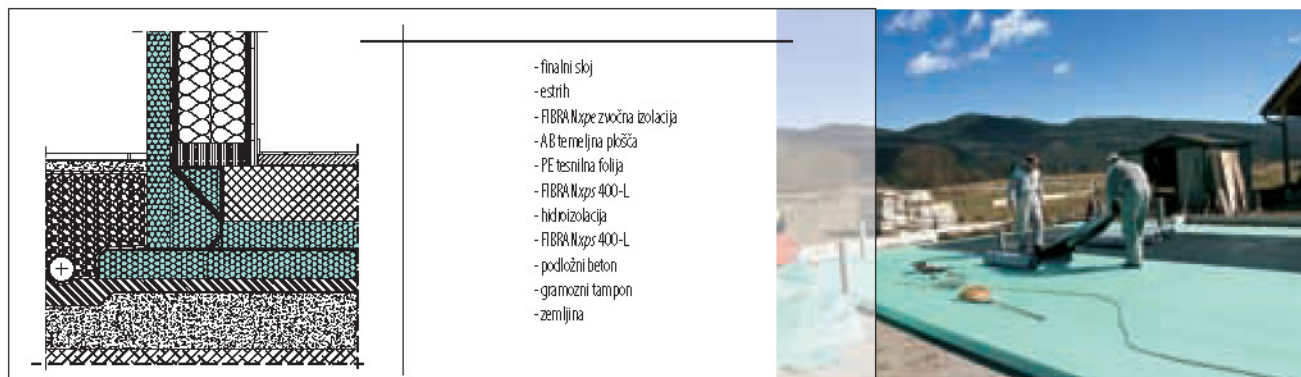 - finalni sloj
- estrih
- FIBRANxpe zvočna izolacija
- AB temeljna plošča
- PE tesnilna folija
- FIBRANxps 400-L
- hidroizolacija
- FIBRANxps 400-L
- podložni beton
- gramozni tampon
- zemljina